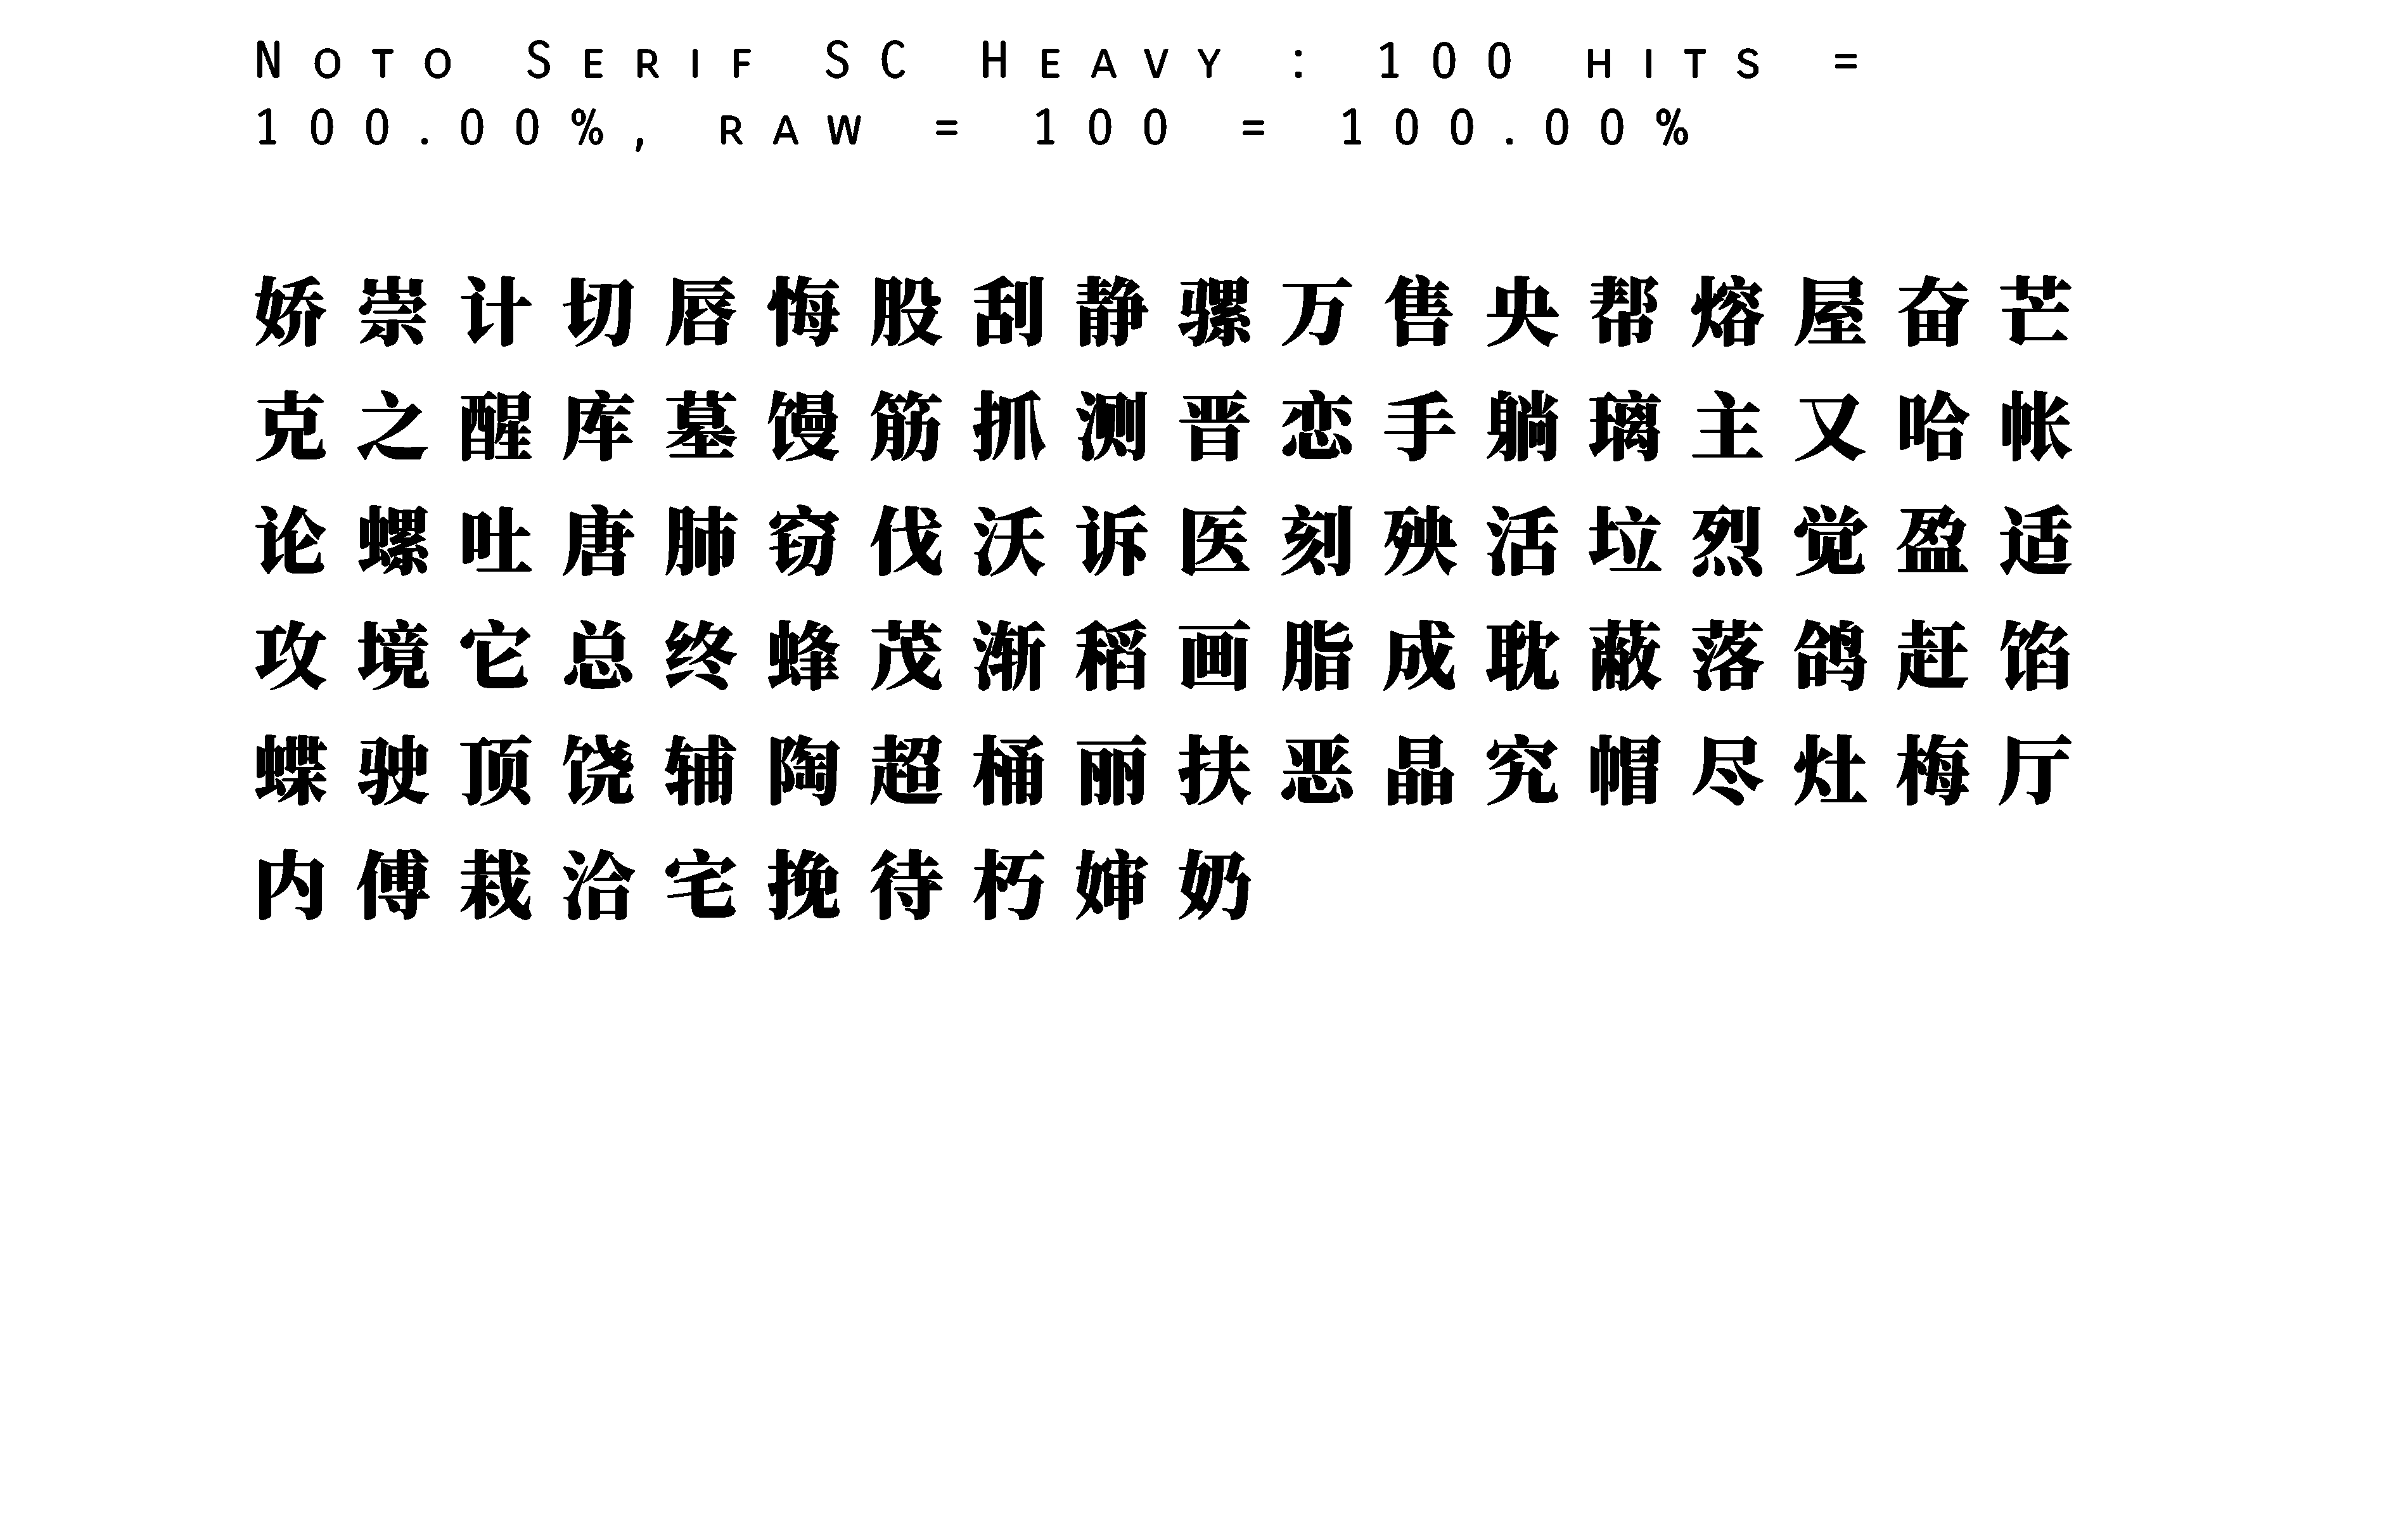 Noto Serif SC Heavy : 100 hits =
100.00%, raw = 100 = 100.00%
娇崇计切唇悔股刮静骡万售央帮熔屋奋芒
克之醒库墓馒筋抓测晋恋手躺璃主又哈帐
论螺吐唐肺窃伐沃诉医刻殃活垃烈觉盈适
攻境它总终蜂茂渐稻画脂成耽蔽落鸽赶馅
蝶驶顶饶辅陶超桶丽扶恶晶究帽尽灶梅厅
内傅栽洽宅挽待朽婶奶